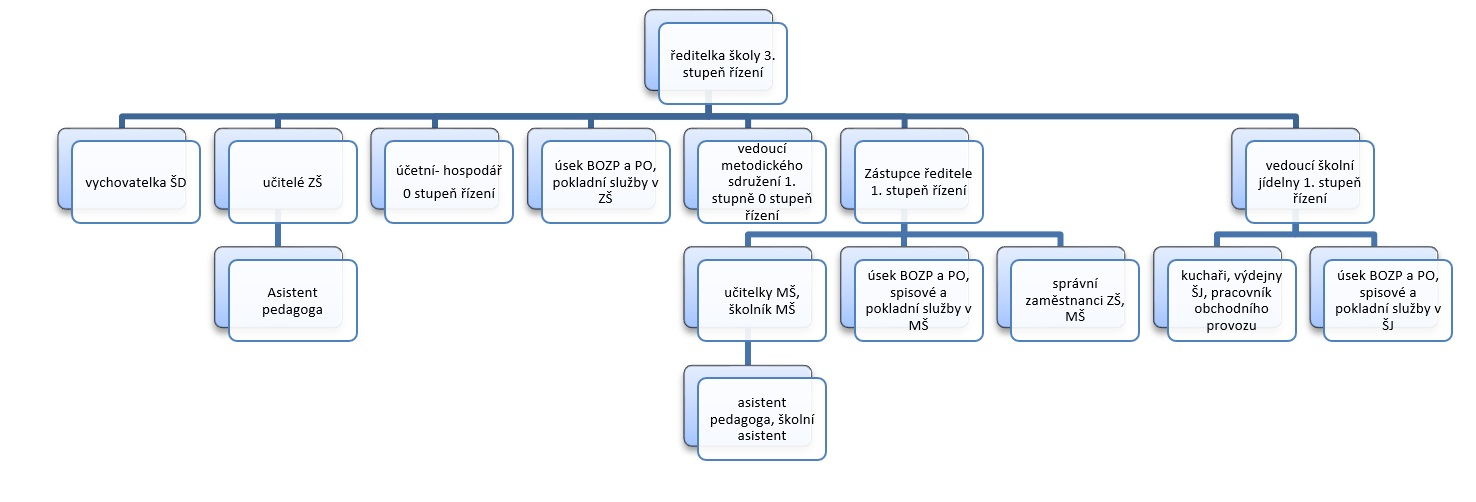 ředitelka školy 3.
stupeň řízení
vychovatelka ŠD
učitelé ZŠ
účetní- hospodář
0 stupeň řízení
úsek BOZP a PO,
pokladní služby v
ZŠ
vedoucí
metodického
sdružení 1.
stupně 0 stupeň
řízení
Zástupce ředitele
1. stupeň řízení
vedoucí školní
jídelny 1. stupeň
řízení
Asistent
pedagoga
učitelky MŠ,
školník MŠ
úsek BOZP a PO,
spisové a
pokladní služby v
MŠ
správní
zaměstnanci ZŠ,
MŠ
kuchaři, výdejny
ŠJ, pracovník
obchodního
provozu
úsek BOZP a PO,
spisové a
pokladní služby v
ŠJ
asistent
pedagoga, školní
asistent